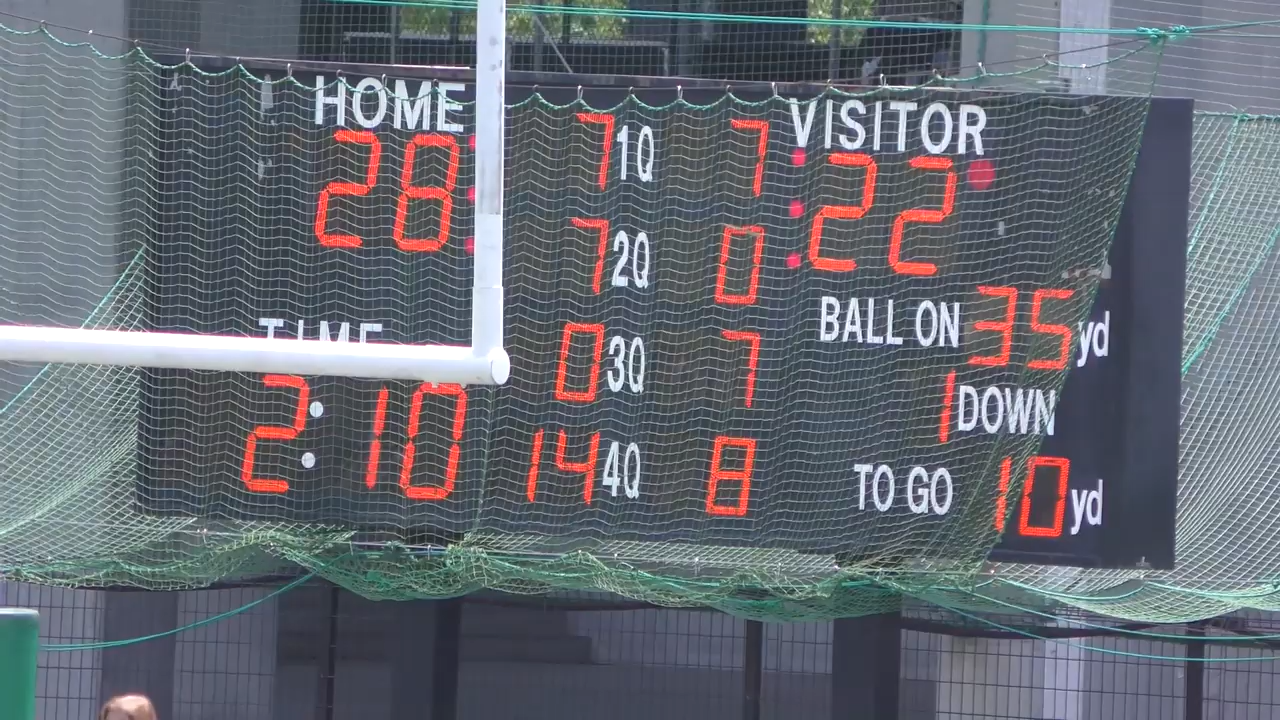 HOME
28
TIME
2:10
7 1Q 7
7 2Q 0
0 3Q 7
14 4Q 8
VISITOR
22
BALL ON 35 yd
1 DOWN
TO GO 10 yd